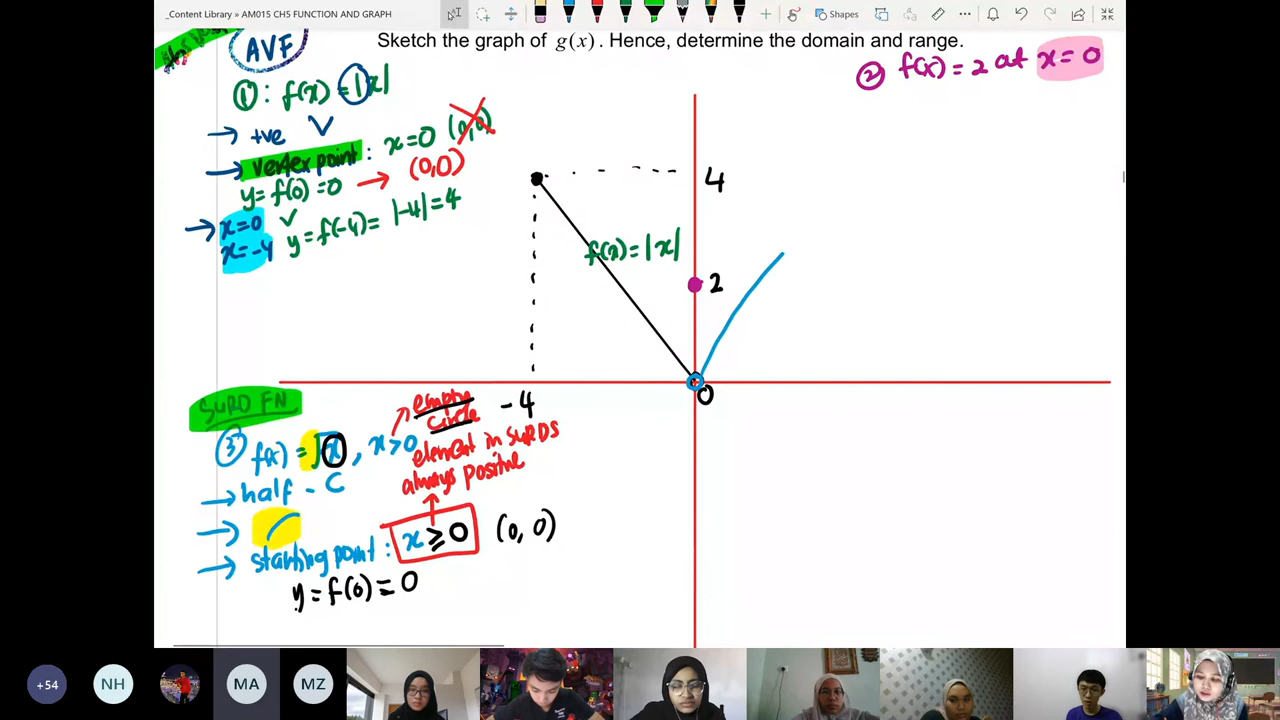 _Content Library » AM015 CH5 FUNCTION AND GRAPH
Shapes
AVF
Sketch the graph of g(x). Hence, determine the domain and range.
② f(x) = 2 at x = 0
① : f(x) = |x|
→ +ve V
→ vertex point : x = 0 (0,0)
y = f(0) = 0 → (0,0)
→ x = 0 ✓
x = -4 y = f(-4) = |-4| = 4
4
f(x) = |x|
2
0
-4
SURD FN
③ f(x) = √x , x > 0
empty
circle
element in SURDS
always positive
→ half - C
→
→ starting point : x ≥ 0 (0, 0)
y = f(0) = 0
+54
NH
MA
MZ